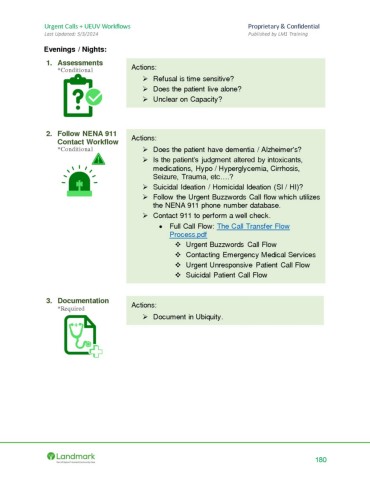 Urgent Calls + UEUV Workflows Proprietary & Confidential
Last Updated: 5/3/2024 Published by LM1 Training
Evenings / Nights:
1. Assessments
*Conditional
Actions:
➢ Refusal is time sensitive?
➢ Does the patient live alone?
➢ Unclear on Capacity?
2. Follow NENA 911
Contact Workflow
*Conditional
Actions:
➢ Does the patient have dementia / Alzheimer's?
➢ Is the patient's judgment altered by intoxicants,
medications, Hypo / Hyperglycemia, Cirrhosis,
Seizure, Trauma, etc.…?
➢ Suicidal Ideation / Homicidal Ideation (SI / HI)?
➢ Follow the Urgent Buzzwords Call flow which utilizes
the NENA 911 phone number database.
➢ Contact 911 to perform a well check.
• Full Call Flow: The Call Transfer Flow
Process.pdf
❖ Urgent Buzzwords Call Flow
❖ Contacting Emergency Medical Services
❖ Urgent Unresponsive Patient Call Flow
❖ Suicidal Patient Call Flow
3. Documentation
*Required
Actions:
➢ Document in Ubiquity.
Landmark
180